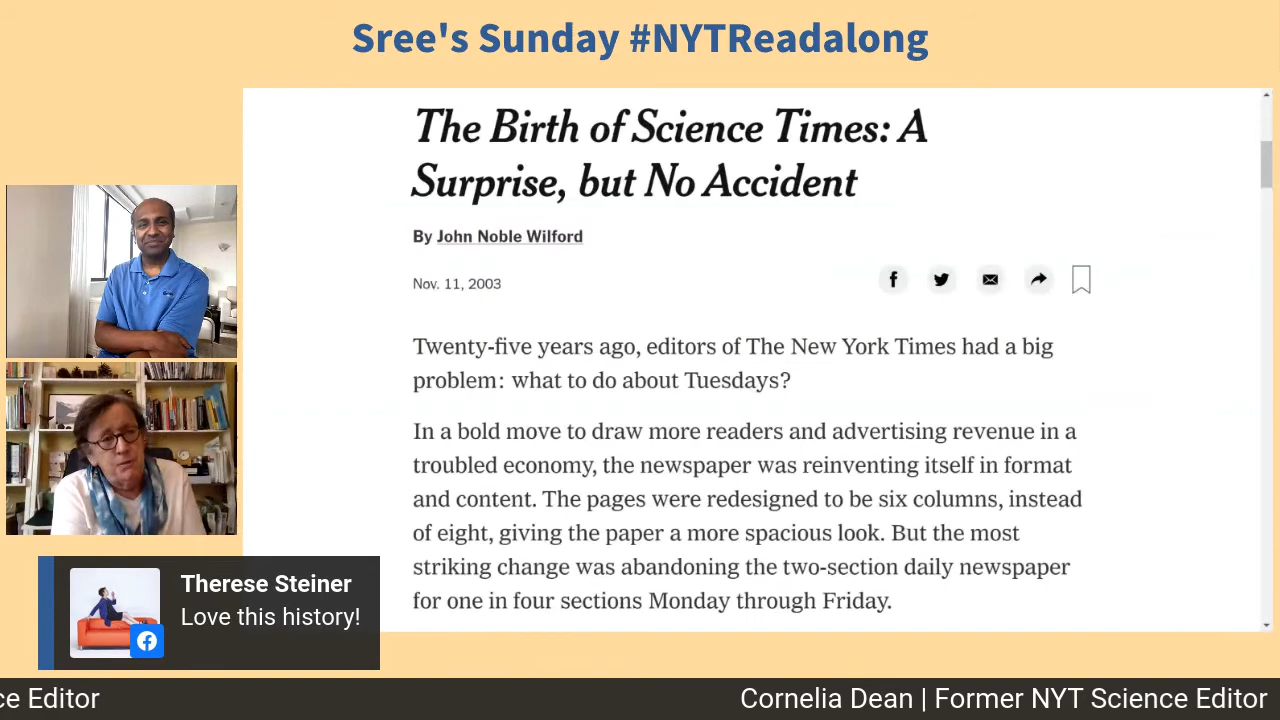 Sree's Sunday #NYTReadalong
The Birth of Science Times: A
Surprise, but No Accident
By John Noble Wilford
Nov. 11, 2003
Twenty-five years ago, editors of The New York Times had a big
problem: what to do about Tuesdays?
In a bold move to draw more readers and advertising revenue in a
troubled economy, the newspaper was reinventing itself in format
and content. The pages were redesigned to be six columns, instead
of eight, giving the paper a more spacious look. But the most
striking change was abandoning the two-section daily newspaper
for one in four sections Monday through Friday.
Therese Steiner
Love this history!
ce Editor
Cornelia Dean | Former NYT Science Editor